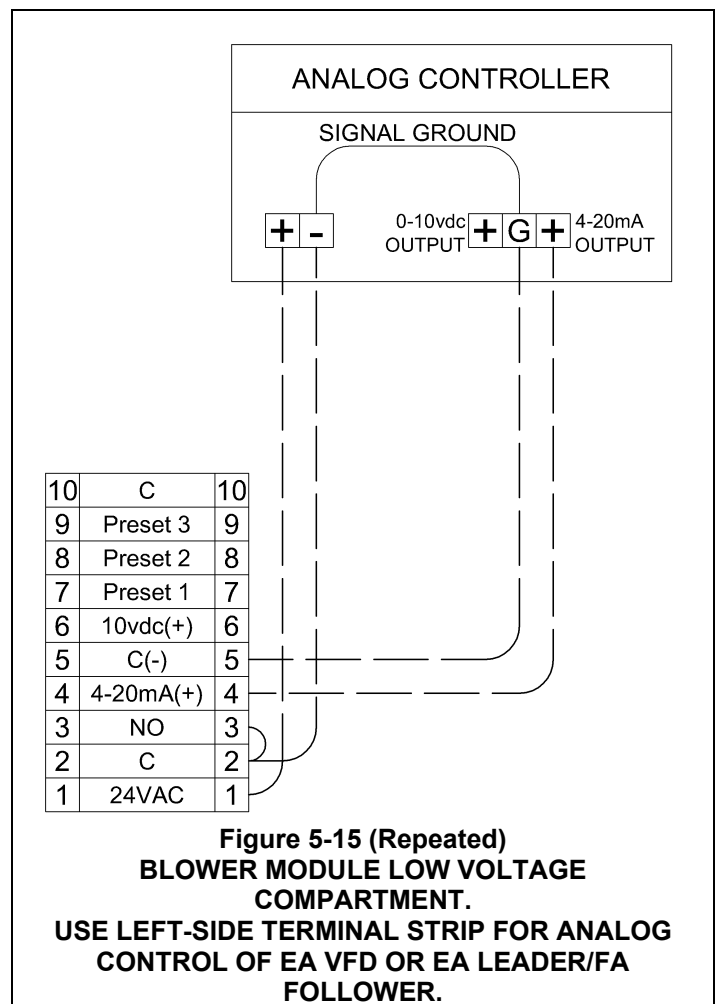 ANALOG CONTROLLER
SIGNAL GROUND
+ -
0-10vdc OUTPUT
+ G +
4-20mA OUTPUT
10 C 10
9 Preset 3 9
8 Preset 2 8
7 Preset 1 7
6 10vdc(+) 6
5 C(-) 5
4 4-20mA(+) 4
3 NO 3
2 C 2
1 24VAC 1
Figure 5-15 (Repeated)
BLOWER MODULE LOW VOLTAGE
COMPARTMENT.
USE LEFT-SIDE TERMINAL STRIP FOR ANALOG
CONTROL OF EA VFD OR EA LEADER/FA
FOLLOWER.